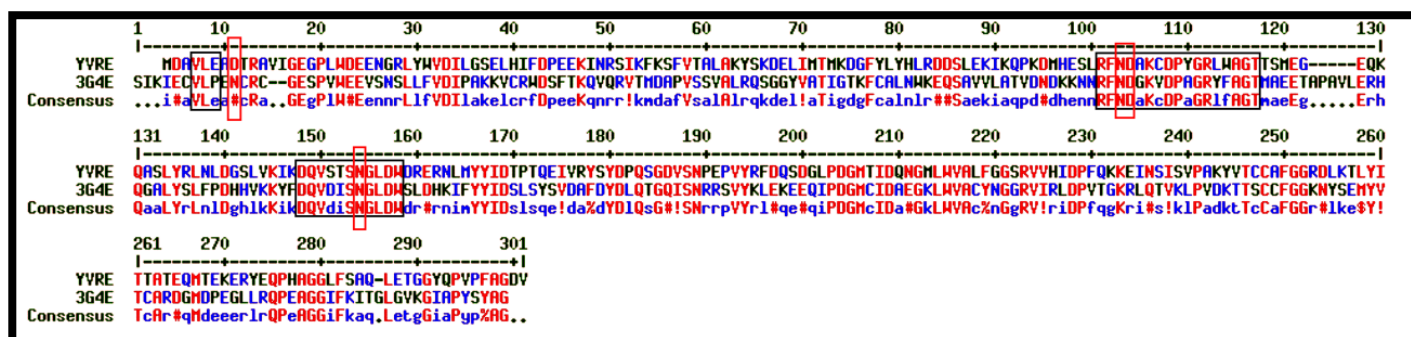 1 10 20 30 40 50 60 70 80 90 100 110 120 130
|--------+---------+---------+---------+---------+---------+---------+---------+---------+---------+---------+---------+---------|
YVRE MDAVLEADTRAVIGEGPLWDEENGRLYWVDILGSELHIFDPEEKINRSIKFKSFVTALAKYSKDELIMTMKDGFYLYHLRDDSLEKIKQPKDMHESLRFNDAKCDPYGRLWAGTTSMEG-----EQK
3G4E SIKIECVLPENCRC--GESPVWEEVSNSLLFVDIPAKKVCRWDSFTKQVQRVTMDAPVSSVALRQSGGYVATIGTKFCALNWKEQSAVVLATVDNDKKNNRFNDGKVDPAGRYFAGTMAEETAPAVLERH
Consensus ...i#aVLea#cRa..GEgPlW#EennrLlfVDIlakelcrfDpeeKqnrr!kmdafVsalAlrqkdel!aTigdgFcalnlr##Saekiaqpd#dhennRFNDaKcDPaGRlfAGTmaeEg.....Erh
131 140 150 160 170 180 190 200 210 220 230 240 250 260
|--------+---------+---------+---------+---------+---------+---------+---------+---------+---------+---------+---------+---------|
YVRE QASLYRLNLDGSLVKIKDQVSTSNGLDWDRERNLMYYIDTPTQEIVRYSYDPQSGDVSNPEPVYRFDQSDGLPDGMTIDQNGMLWVALFGGSRVVHIDPFQKKEINSISVPAKYVTCCAFGGRDLKTLYI
3G4E QGALYSLFPDHHVKKYFDQVDISNGLDWSLDHKIFYYIDSLSYSVDAFDYDLQTGQISNRRSVYKLEKEEQIPDGMCIDAEGKLWVACYNGGRVIRLDPVTGKRLQTVKLPVDKTTSCCFGGKNYSEMYV
Consensus QaaLYrLnlDghlkKikDQVdiSNGLDWdr#rnimYYIDslsqe!da%dYDlQsG#!SNrrpVYrl#qe#qiPDGMcIDa#GkLWVAc%nGgRV!riDPfqgKri#s!klPadktTcCaFGGr#lke$Y!
261 270 280 290 301
|--------+---------+---------+---------+|
YVRE TTATEQMTEKERYEQPHAGGLFSAQ-LETGGYQPVPFAGDV
3G4E TCARDGMDPEGLLRQPEAGGIFKITGLGVKGIAPYSYAG
Consensus TcAr#qMdeeerlrQPeAGGiFkaq.LetgGiaPyp%AG..